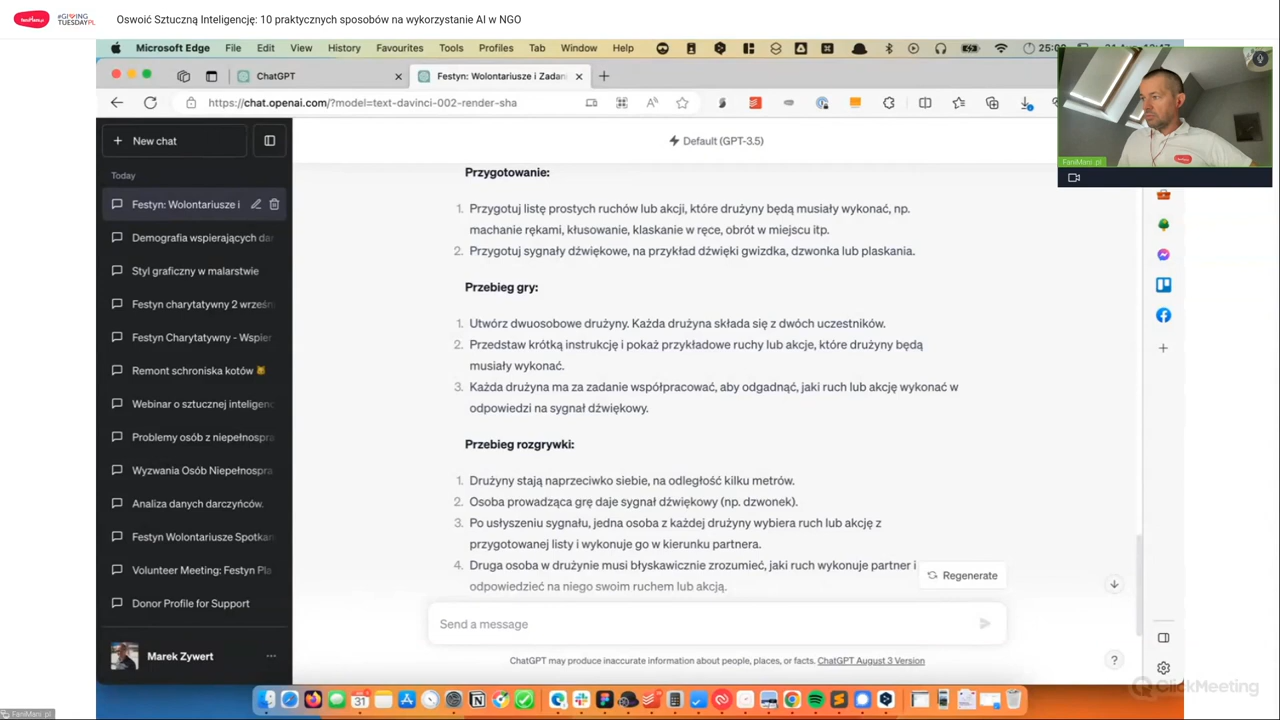 FaniMani.pl
#GIVING
TUESDAYPL
Oswoić Sztuczną Inteligencję: 10 praktycznych sposobów na wykorzystanie AI w NGO
Microsoft Edge File Edit View History Favourites Tools Profiles Tab Window Help
ChatGPT
Festyn: Wolontariusze i Zadan
https://chat.openai.com/?model=text-davinci-002-render-sha
FaniMani .pl
New chat
Default (GPT-3.5)
Today
Festyn: Wolontariusze i
Demografia wspierających dar
Styl graficzny w malarstwie
Festyn charytatywny 2 wrześn
Festyn Charytatywny - Wspier
Remont schroniska kotów
Webinar o sztucznej inteligenc
Problemy osób z niepełnospra
Wyzwania Osób Niepełnospra
Analiza danych darczyńców.
Festyn Wolontariusze Spotkan
Volunteer Meeting: Festyn Pla
Donor Profile for Support
Marek Zywert
Przygotowanie:
1. Przygotuj listę prostych ruchów lub akcji, które drużyny będą musiały wykonać, np.
machanie rękami, kłusowanie, klaskanie w ręce, obrót w miejscu itp.
2. Przygotuj sygnały dźwiękowe, na przykład dźwięki gwizdka, dzwonka lub plaskania.
Przebieg gry:
1. Utwórz dwuosobowe drużyny. Każda drużyna składa się z dwóch uczestników.
2. Przedstaw krótką instrukcję i pokaż przykładowe ruchy lub akcje, które drużyny będą
musiały wykonać.
3. Każda drużyna ma za zadanie współpracować, aby odgadnąć, jaki ruch lub akcję wykonać w
odpowiedzi na sygnał dźwiękowy.
Przebieg rozgrywki:
1. Drużyny stają naprzeciwko siebie, na odległość kilku metrów.
2. Osoba prowadząca grę daje sygnał dźwiękowy (np. dzwonek).
3. Po usłyszeniu sygnału, jedna osoba z każdej drużyny wybiera ruch lub akcję z
przygotowanej listy i wykonuje go w kierunku partnera.
4. Druga osoba w drużynie musi błyskawicznie zrozumieć, jaki ruch wykonuje partner i
odpowiedzieć na niego swoim ruchem lub akcją.
Regenerate
Send a message
ChatGPT may produce inaccurate information about people, places, or facts. ChatGPT August 3 Version
ClickMeeting
FaniMani .pl